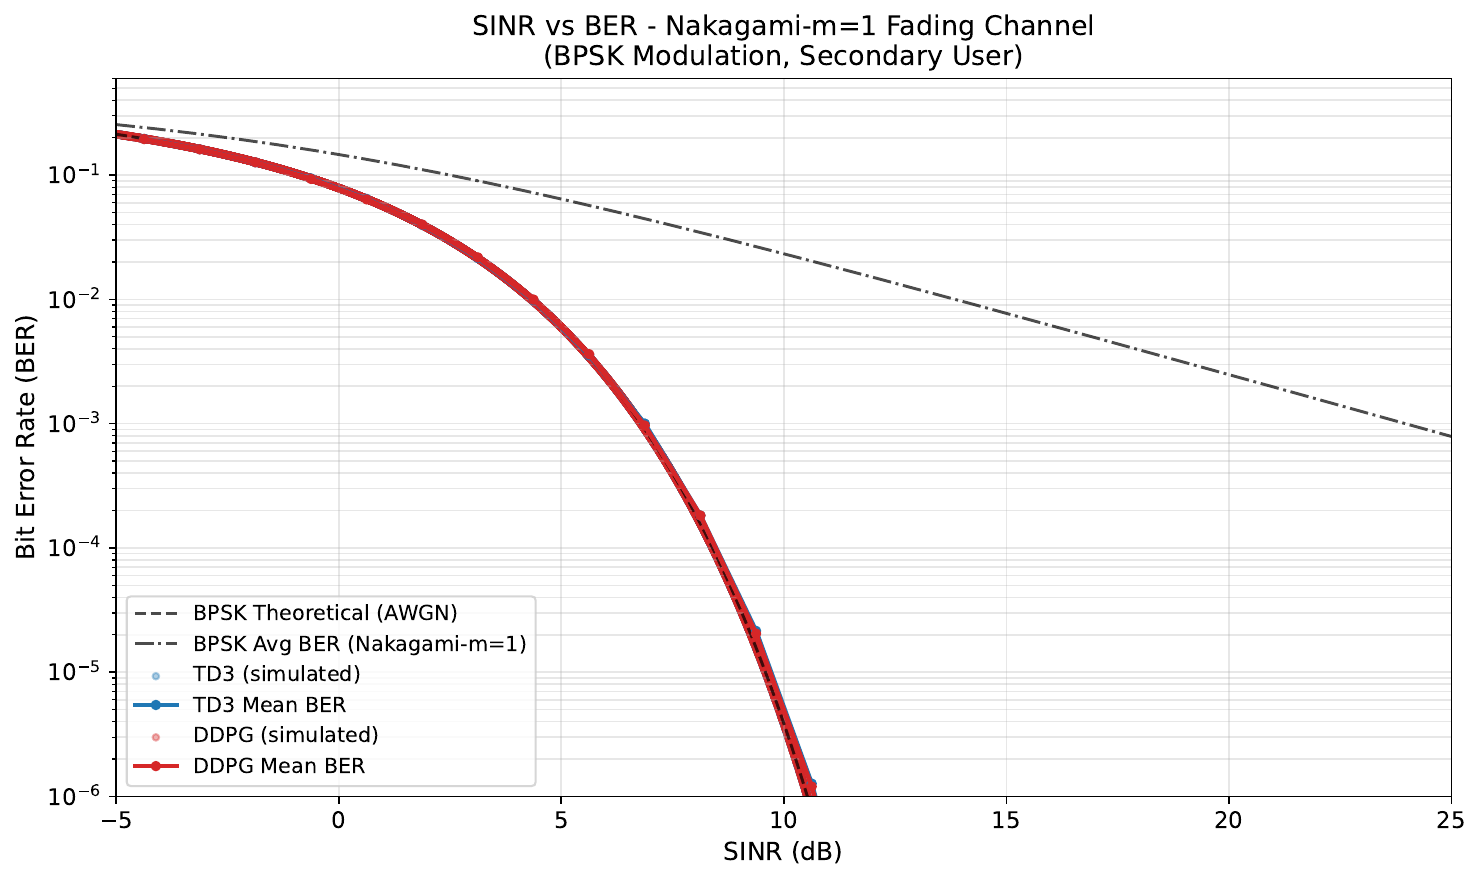 SINR vs BER - Nakagami-m=1 Fading Channel
(BPSK Modulation, Secondary User)
Bit Error Rate (BER)
10⁻¹
10⁻²
10⁻³
10⁻⁴
10⁻⁵
10⁻⁶
BPSK Theoretical (AWGN)
BPSK Avg BER (Nakagami-m=1)
TD3 (simulated)
TD3 Mean BER
DDPG (simulated)
DDPG Mean BER
−5 0 5 10 15 20 25
SINR (dB)